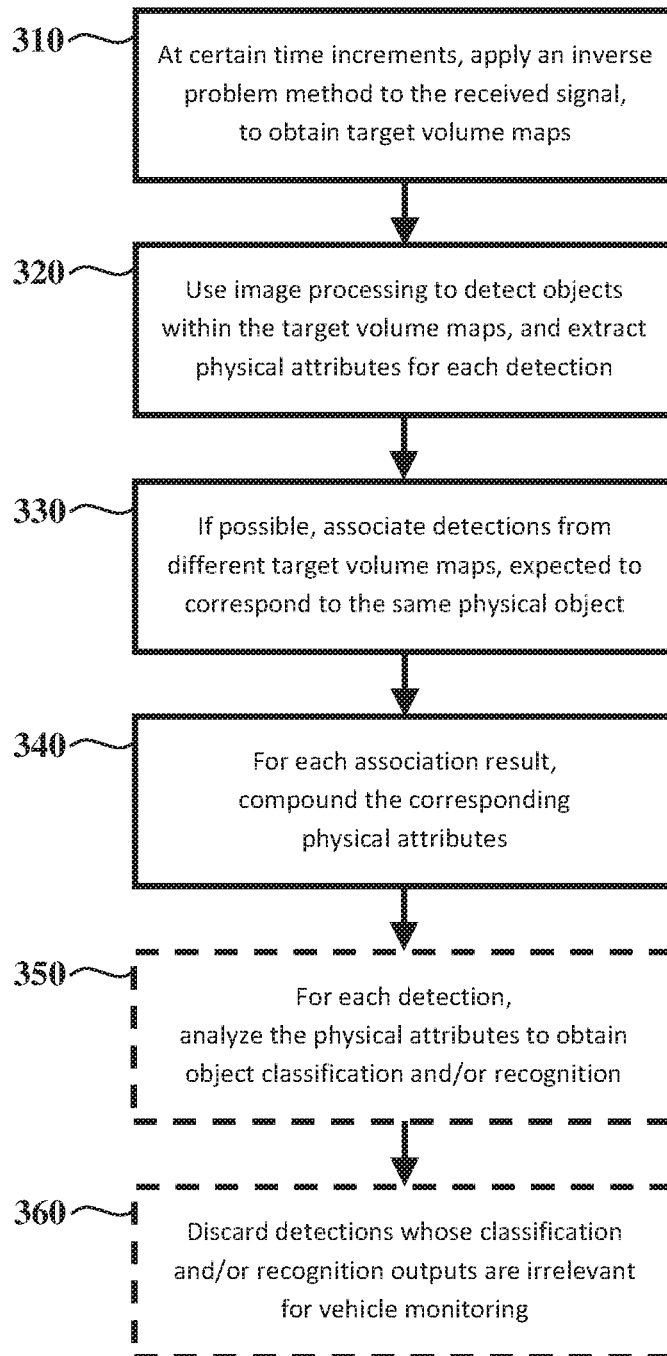 310
At certain time increments, apply an inverse
problem method to the received signal,
to obtain target volume maps
320
Use image processing to detect objects
within the target volume maps, and extract
physical attributes for each detection
330
If possible, associate detections from
different target volume maps, expected to
correspond to the same physical object
340
For each association result,
compound the corresponding
physical attributes
350
For each detection,
analyze the physical attributes to obtain
object classification and/or recognition
360
Discard detections whose classification
and/or recognition outputs are irrelevant
for vehicle monitoring